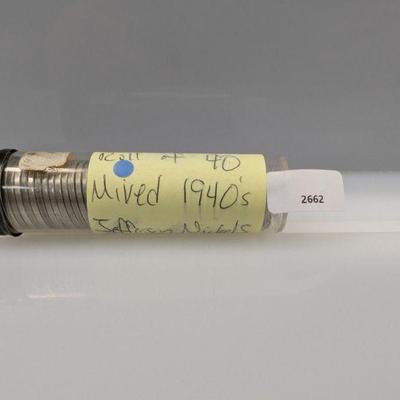 Roll of 40
Mixed 1940's
Jefferson Nickels
2662